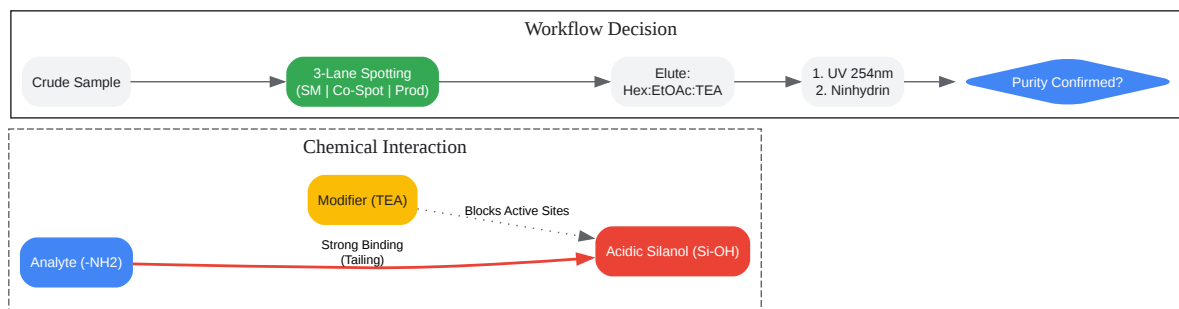 Workflow Decision
Crude Sample
3-Lane Spotting
(SM | Co-Spot | Prod)
Elute:
Hex:EtOAc:TEA
1. UV 254nm
2. Ninhydrin
Purity Confirmed?
Chemical Interaction
Modifier (TEA)
Blocks Active Sites
Analyte (-NH2)
Strong Binding
(Tailing)
Acidic Silanol (Si-OH)